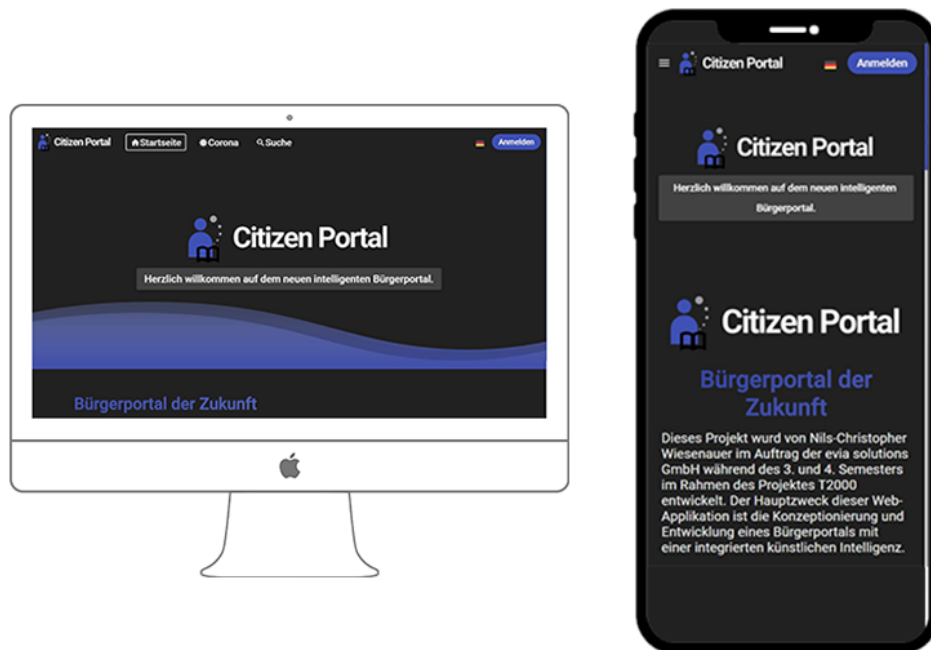 Citizen Portal Startseite Corona Suche Anmelden
Citizen Portal
Herzlich willkommen auf dem neuen intelligenten Bürgerportal.
Bürgerportal der Zukunft
Citizen Portal Anmelden
Citizen Portal
Herzlich willkommen auf dem neuen intelligenten
Bürgerportal.
Citizen Portal
Bürgerportal der
Zukunft
Dieses Projekt wurd von Nils-Christopher
Wiesenauer im Auftrag der evia solutions
GmbH während des 3. und 4. Semesters
im Rahmen des Projektes T2000
entwickelt. Der Hauptzweck dieser Web-
Applikation ist die Konzeptionierung und
Entwicklung eines Bürgerportals mit
einer integrierten künstlichen Intelligenz.